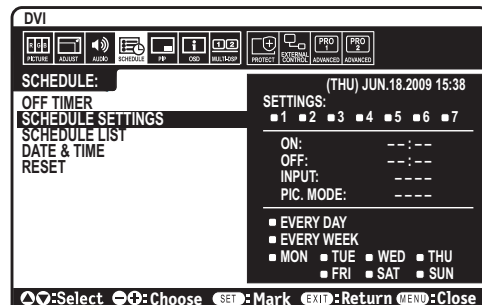 DVI
RGB
PICTURE ADJUST AUDIO SCHEDULE PIP OSD MULTI-DSP PROTECT EXTERNAL CONTROL PRO 1 ADVANCED PRO 2 ADVANCED
SCHEDULE:
OFF TIMER
SCHEDULE SETTINGS
SCHEDULE LIST
DATE & TIME
RESET
(THU) JUN.18.2009 15:38
SETTINGS:
1 2 3 4 5 6 7
ON: --:--
OFF: --:--
INPUT: ----
PIC. MODE: ----
EVERY DAY
EVERY WEEK
MON TUE WED THU
FRI SAT SUN
:Select :Choose SET:Mark EXIT:Return MENU:Close